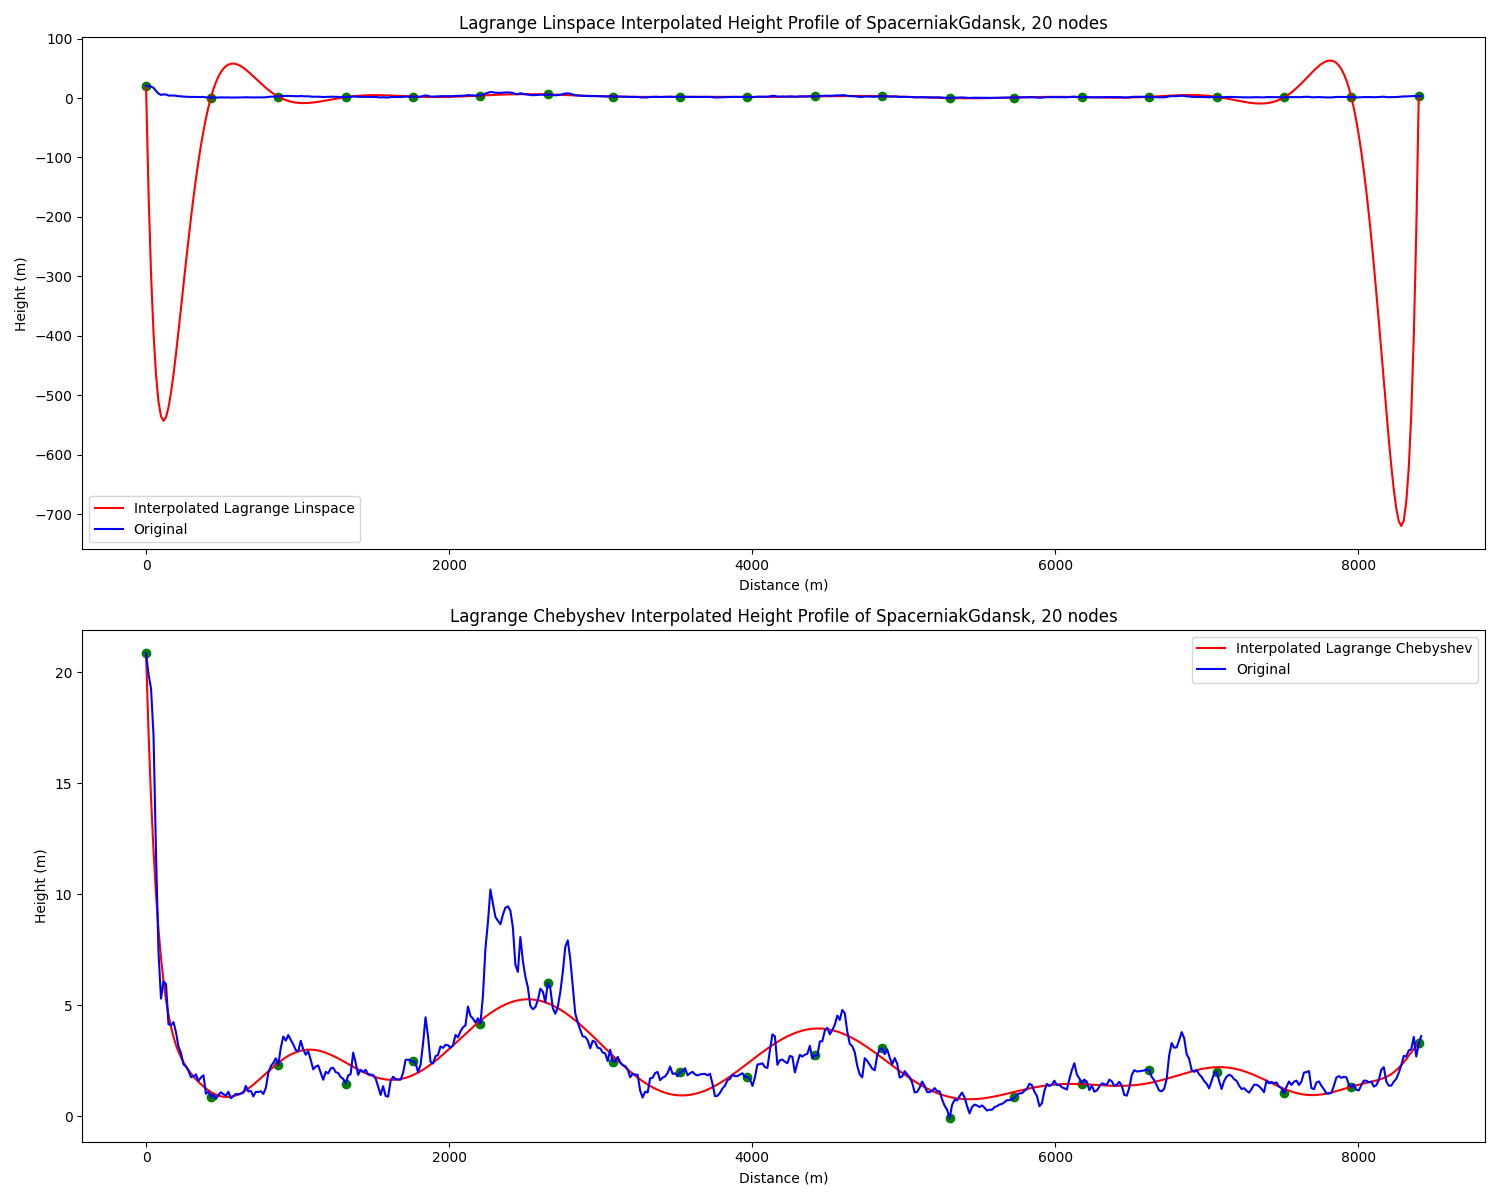 Lagrange Linspace Interpolated Height Profile of SpacerniakGdansk, 20 nodes
100
0
−100
−200
−300
−400
−500
−600
−700
Height (m)
Interpolated Lagrange Linspace
Original
0 2000 4000 6000 8000
Distance (m)
Lagrange Chebyshev Interpolated Height Profile of SpacerniakGdansk, 20 nodes
Interpolated Lagrange Chebyshev
Original
20
15
10
5
0
Height (m)
0 2000 4000 6000 8000
Distance (m)